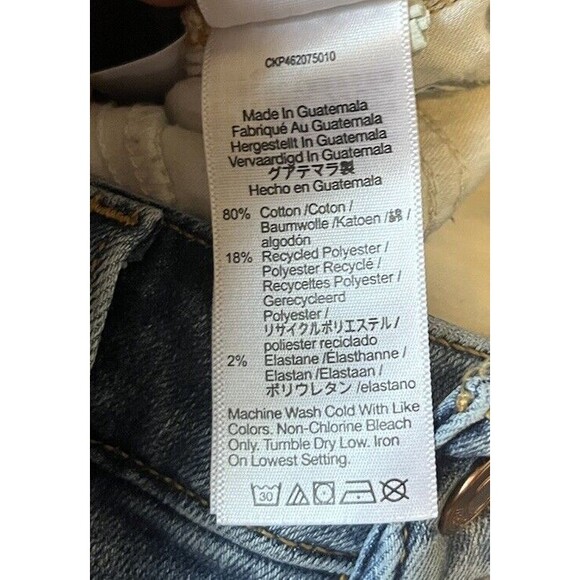 CKP462075010
Made In Guatemala
Fabriqué Au Guatemala
Hergestellt In Guatemala
Vervaardigd In Guatemala
グアテマラ製
Hecho en Guatemala
80% Cotton /Coton /
Baumwolle /Katoen /綿 /
algodón
18% Recycled Polyester /
Polyester Recyclé /
Recyceltes Polyester /
Gerecycleerd
Polyester /
リサイクルポリエステル /
poliester reciclado
2% Elastane /Élasthanne /
Elastan /Elastaan /
ポリウレタン /elastano
Machine Wash Cold With Like
Colors. Non-Chlorine Bleach
Only. Tumble Dry Low. Iron
On Lowest Setting.
30